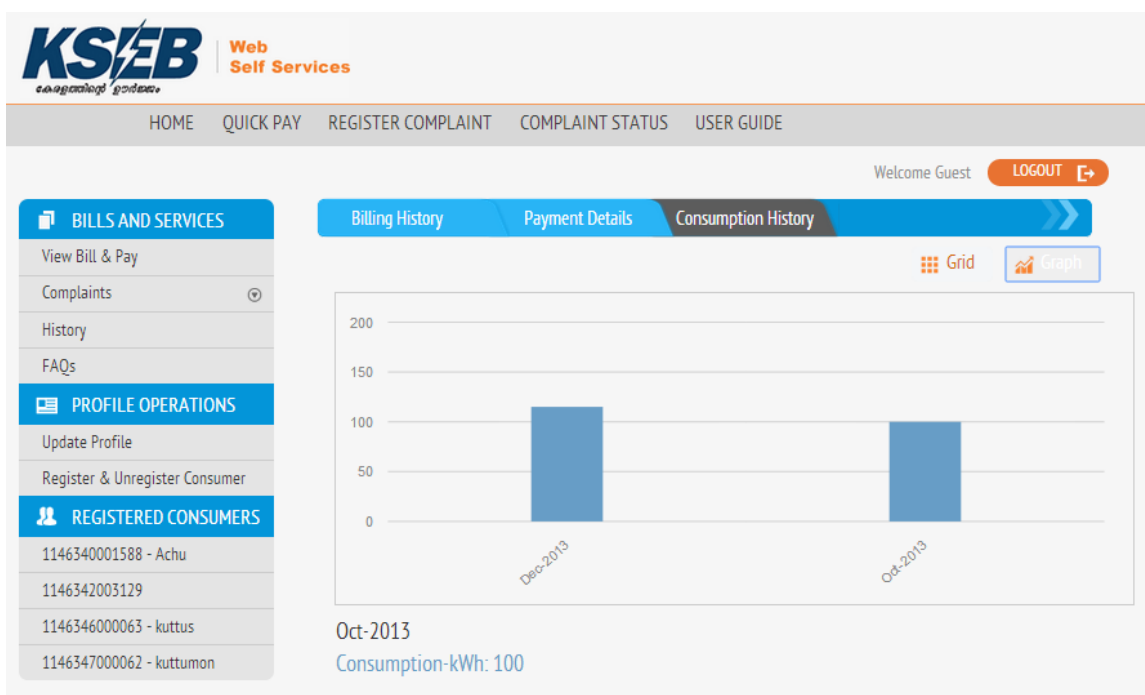 KSEB
Web
Self Services
കേരളത്തിന്റെ ഊർജ്ജം
HOME QUICK PAY REGISTER COMPLAINT COMPLAINT STATUS USER GUIDE
Welcome Guest LOGOUT
BILLS AND SERVICES
View Bill & Pay
Complaints
History
FAQs
PROFILE OPERATIONS
Update Profile
Register & Unregister Consumer
REGISTERED CONSUMERS
1146340001588 - Achu
1146342003129
1146346000063 - kuttus
1146347000062 - kuttumon
Billing History Payment Details Consumption History
Grid Graph
200
150
100
50
0
Dec-2013 Oct-2013
Oct-2013
Consumption-kWh: 100